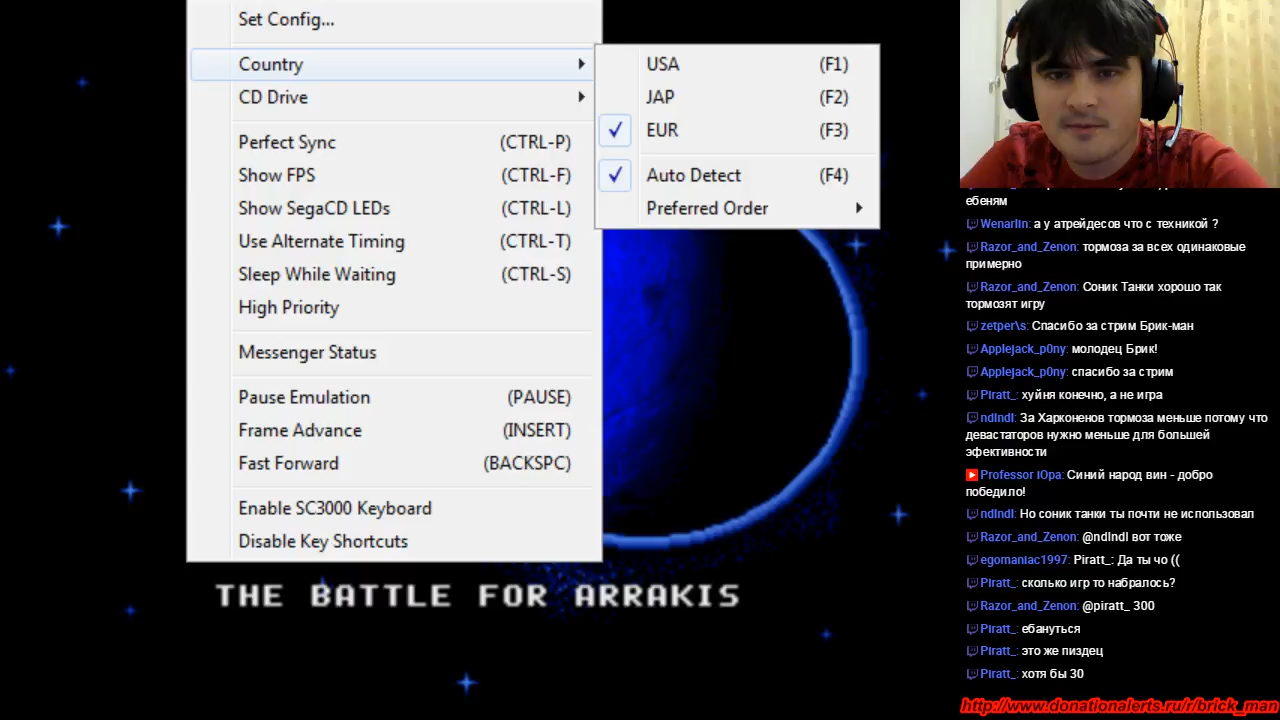 Set Config...
Country
CD Drive
Perfect Sync (CTRL-P)
Show FPS (CTRL-F)
Show SegaCD LEDs (CTRL-L)
Use Alternate Timing (CTRL-T)
Sleep While Waiting (CTRL-S)
High Priority
Messenger Status
Pause Emulation (PAUSE)
Frame Advance (INSERT)
Fast Forward (BACKSPC)
Enable SC3000 Keyboard
Disable Key Shortcuts
USA (F1)
JAP (F2)
EUR (F3)
Auto Detect (F4)
Preferred Order
THE BATTLE FOR ARRAKIS
ебеням
Wenarlin: а у атрейдесов что с техникой ?
Razor_and_Zenon: тормоза за всех одинаковые
примерно
Razor_and_Zenon: Соник Танки хорошо так
тормозят игру
zetper\s: Спасибо за стрим Брик-ман
Applejack_p0ny: молодец Брик!
Applejack_p0ny: спасибо за стрим
Piratt_: хуйня конечно, а не игра
ndlndl: За Харконенов тормоза меньше потому что
девастаторов нужно меньше для большей
эфективности
Professor IOpa: Синий народ вин - добро
победило!
ndlndl: Но соник танки ты почти не использовал
Razor_and_Zenon: @ndlndl вот тоже
egomaniac1997: Piratt_: Да ты чо ((
Piratt_: сколько игр то набралось?
Razor_and_Zenon: @piratt_ 300
Piratt_: ебануться
Piratt_: это же пиздец
Piratt_: хотя бы 30
http://www.donationalerts.ru/r/brick_man